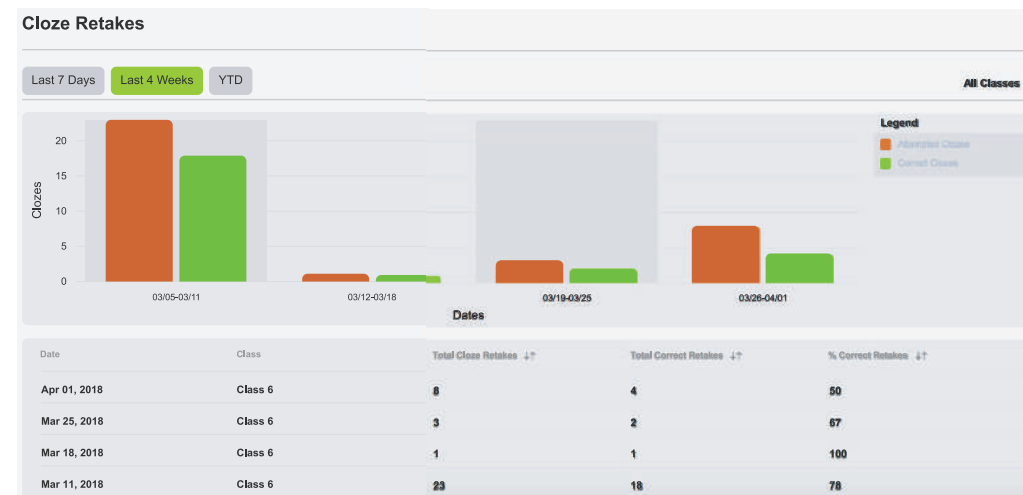 Cloze Retakes
Last 7 Days Last 4 Weeks YTD
All Classes
Legend
Attempted Clozes
Correct Clozes
20
15
10
5
0
Clozes
03/05-03/11 03/12-03/18 03/19-03/25 03/26-04/01
Dates
Date Class Total Cloze Retakes ↓↑ Total Correct Retakes ↓↑ % Correct Retakes ↓↑
Apr 01, 2018 Class 6 8 4 50
Mar 25, 2018 Class 6 3 2 67
Mar 18, 2018 Class 6 1 1 100
Mar 11, 2018 Class 6 23 18 78